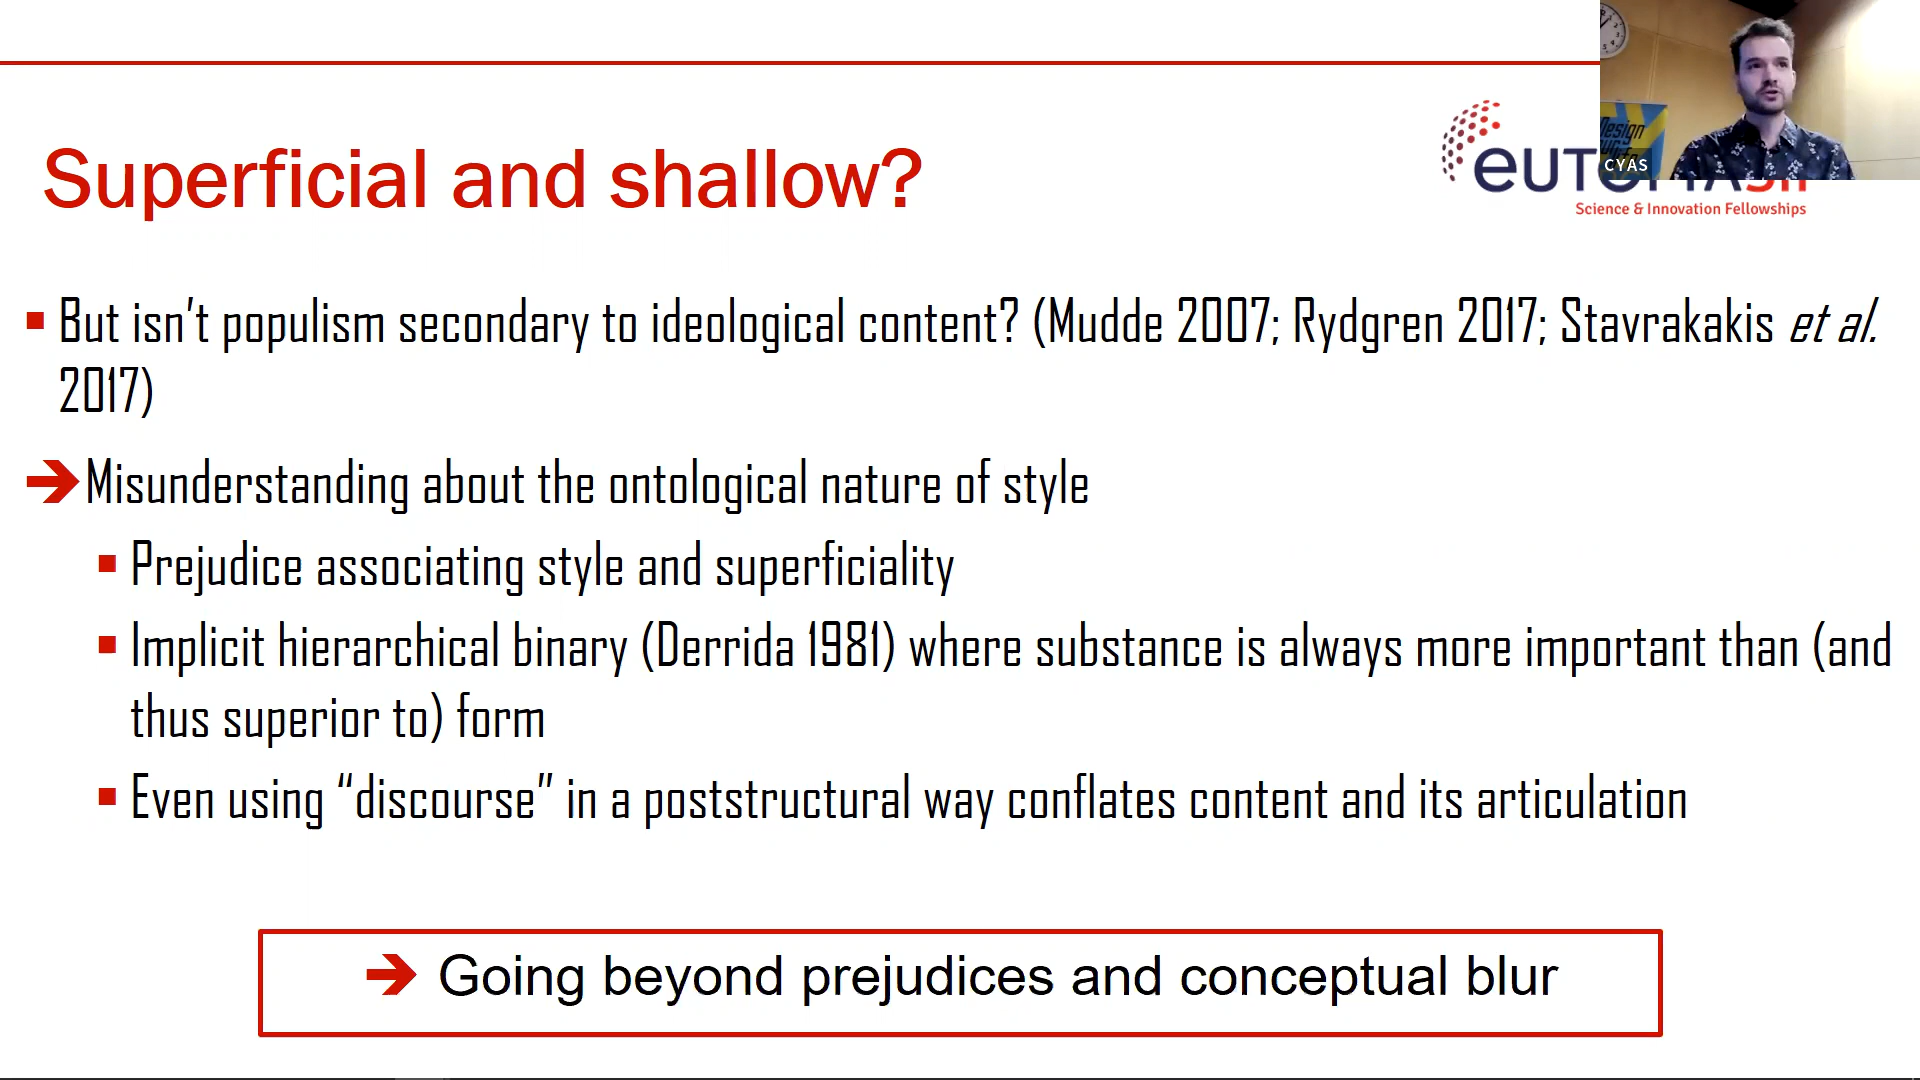 Superficial and shallow?
CYAS
Science & Innovation Fellowships
But isn’t populism secondary to ideological content? (Mudde 2007; Rydgren 2017; Stavrakakis et al.
2017)
Misunderstanding about the ontological nature of style
Prejudice associating style and superficiality
Implicit hierarchical binary (Derrida 1981) where substance is always more important than (and
thus superior to) form
Even using “discourse” in a poststructural way conflates content and its articulation
Going beyond prejudices and conceptual blur